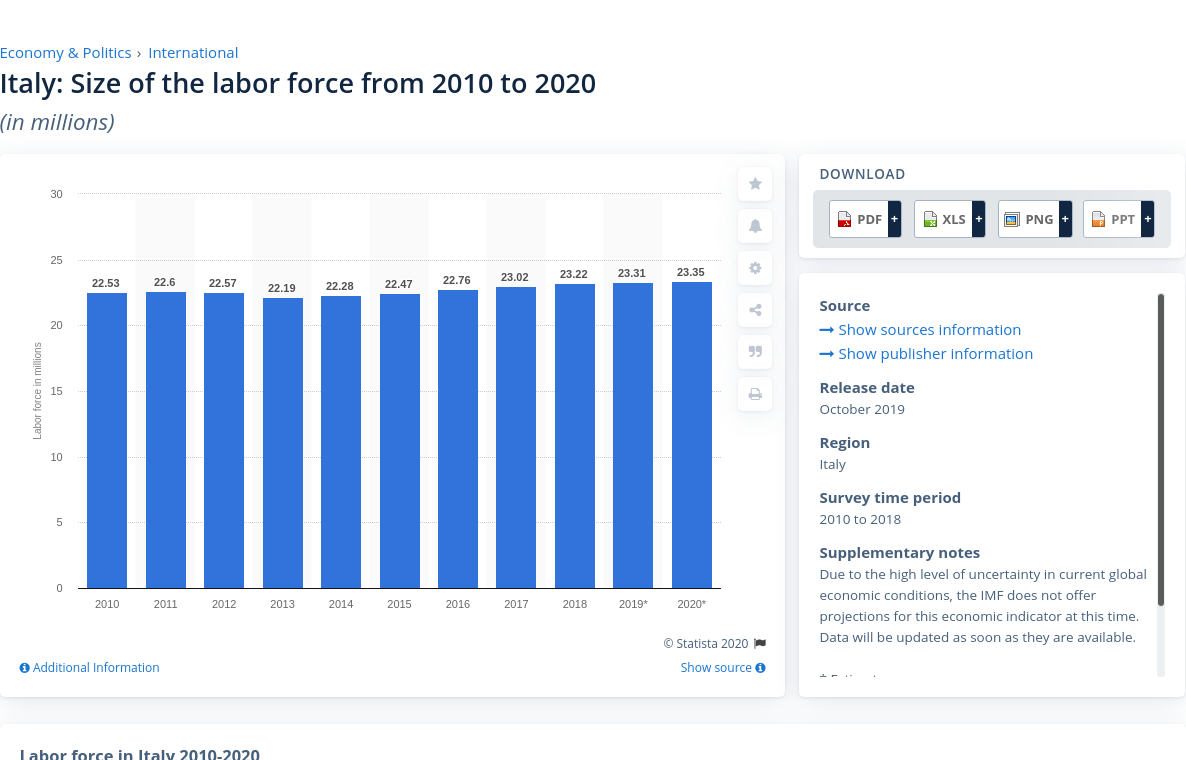 Economy & Politics › International
Italy: Size of the labor force from 2010 to 2020
(in millions)
30
25
20
15
10
5
0
Labor force in millions
22.53
22.6
22.57
22.19
22.28
22.47
22.76
23.02
23.22
23.31
23.35
2010
2011
2012
2013
2014
2015
2016
2017
2018
2019*
2020*
© Statista 2020
Additional Information
Show source
DOWNLOAD
PDF +
XLS +
PNG +
PPT +
Source
Show sources information
Show publisher information
Release date
October 2019
Region
Italy
Survey time period
2010 to 2018
Supplementary notes
Due to the high level of uncertainty in current global
economic conditions, the IMF does not offer
projections for this economic indicator at this time.
Data will be updated as soon as they are available.
Labor force in Italy 2010-2020